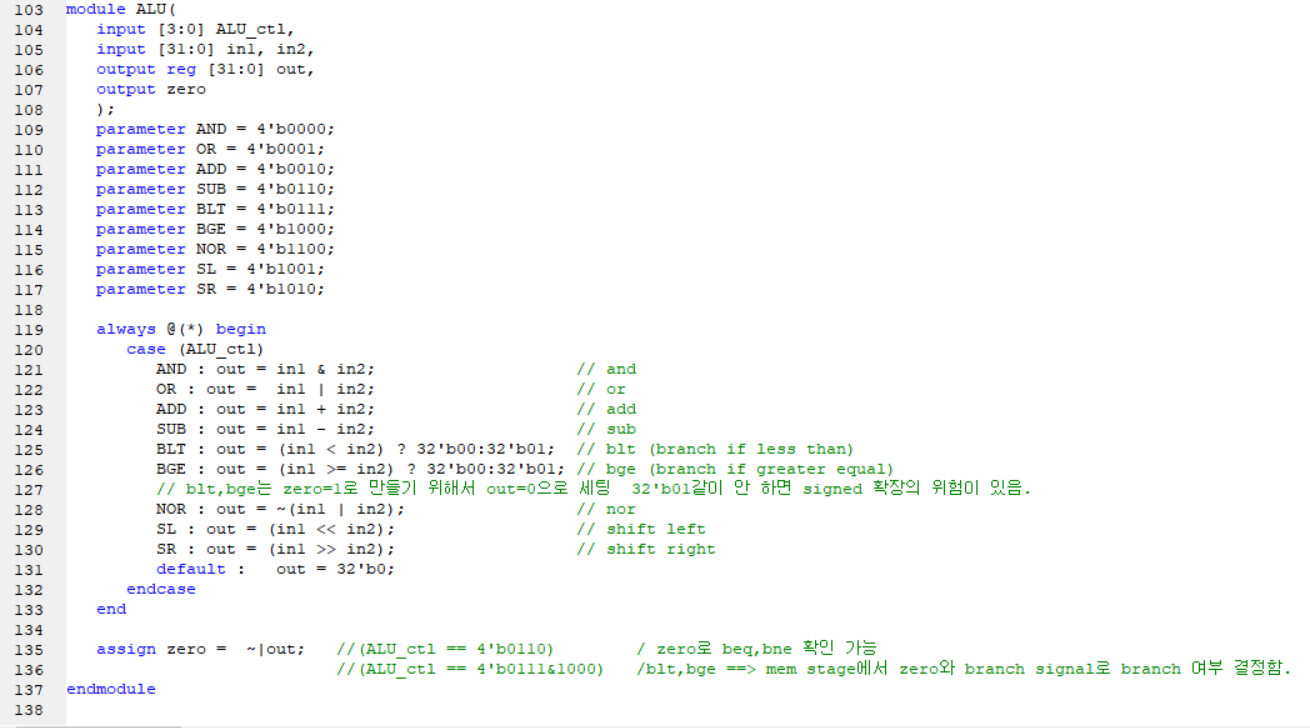 103 module ALU(
104 input [3:0] ALU_ctl,
105 input [31:0] in1, in2,
106 output reg [31:0] out,
107 output zero
108 );
109 parameter AND = 4'b0000;
110 parameter OR = 4'b0001;
111 parameter ADD = 4'b0010;
112 parameter SUB = 4'b0110;
113 parameter BLT = 4'b0111;
114 parameter BGE = 4'b1000;
115 parameter NOR = 4'b1100;
116 parameter SL = 4'b1001;
117 parameter SR = 4'b1010;
118
119 always @(*) begin
120 case (ALU_ctl)
121 AND : out = in1 & in2; // and
122 OR : out = in1 | in2; // or
123 ADD : out = in1 + in2; // add
124 SUB : out = in1 - in2; // sub
125 BLT : out = (in1 < in2) ? 32'b00:32'b01; // blt (branch if less than)
126 BGE : out = (in1 >= in2) ? 32'b00:32'b01; // bge (branch if greater equal)
127 // blt,bge는 zero=1로 만들기 위해서 out=0으로 세팅 32'b01같이 안 하면 signed 확장의 위험이 있음.
128 NOR : out = ~(in1 | in2); // nor
129 SL : out = (in1 << in2); // shift left
130 SR : out = (in1 >> in2); // shift right
131 default : out = 32'b0;
132 endcase
133 end
134
135 assign zero = ~|out; //(ALU_ctl == 4'b0110) / zero로 beq,bne 확인 가능
136 //(ALU_ctl == 4'b0111&1000) /blt,bge ==> mem stage에서 zero와 branch signal로 branch 여부 결정함.
137 endmodule
138